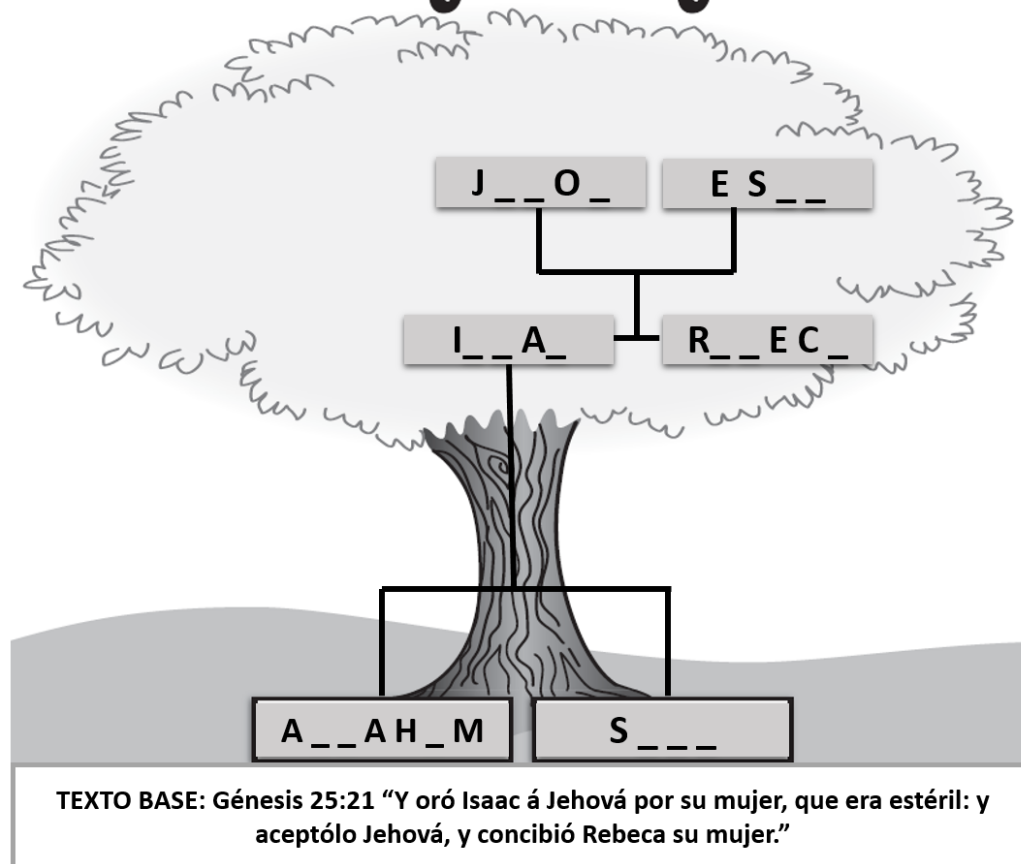 J _ _ O _ E S _ _
I _ _ A _ R _ _ E C _
A _ _ A H _ M S _ _ _
TEXTO BASE: Génesis 25:21 “Y oró Isaac á Jehová por su mujer, que era estéril: y
aceptólo Jehová, y concibió Rebeca su mujer.”